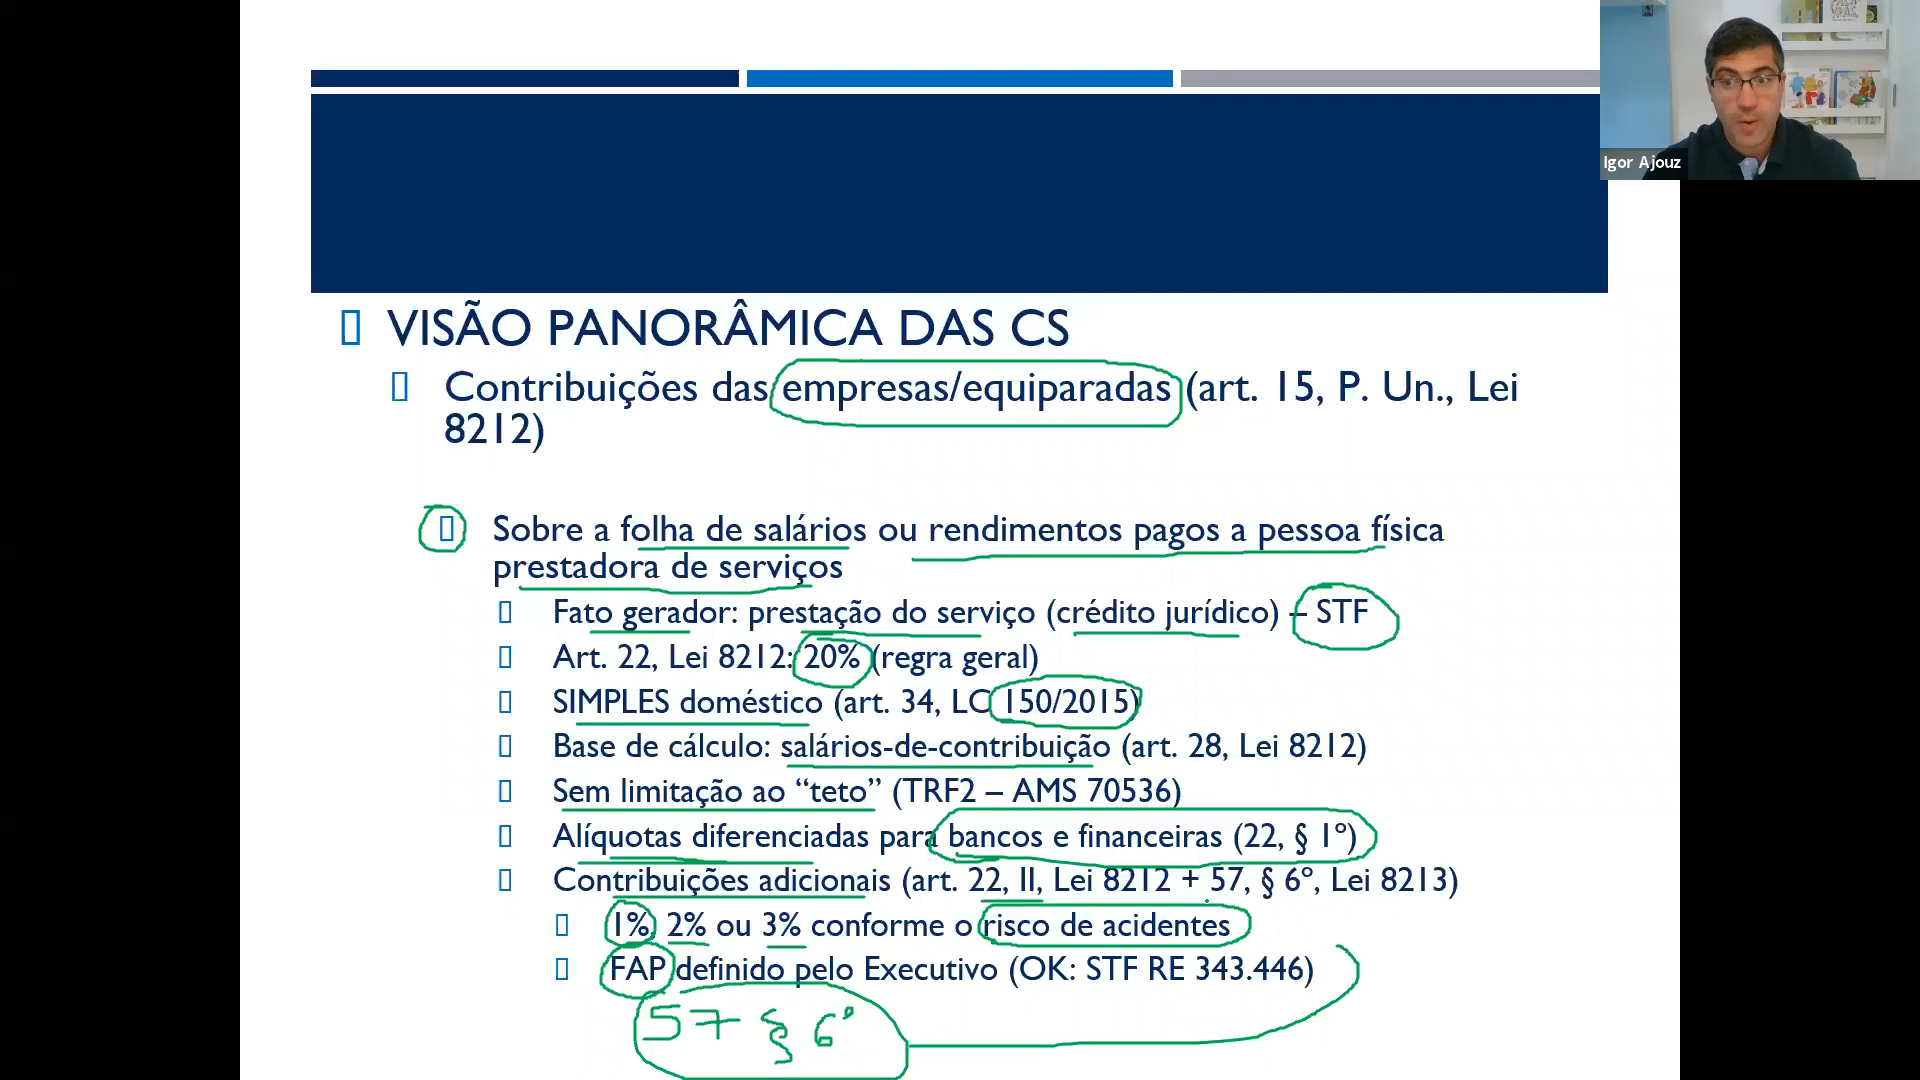 Igor Ajouz
VISÃO PANORÂMICA DAS CS
Contribuições das empresas/equiparadas (art. 15, P. Un., Lei
8212)
Sobre a folha de salários ou rendimentos pagos a pessoa física
prestadora de serviços
Fato gerador: prestação do serviço (crédito jurídico) – STF
Art. 22, Lei 8212: 20% (regra geral)
SIMPLES doméstico (art. 34, LC 150/2015)
Base de cálculo: salários-de-contribuição (art. 28, Lei 8212)
Sem limitação ao “teto” (TRF2 – AMS 70536)
Alíquotas diferenciadas para bancos e financeiras (22, § 1º)
Contribuições adicionais (art. 22, II, Lei 8212 + 57, § 6º, Lei 8213)
1%, 2% ou 3% conforme o risco de acidentes
FAP definido pelo Executivo (OK: STF RE 343.446)
57 § 6º